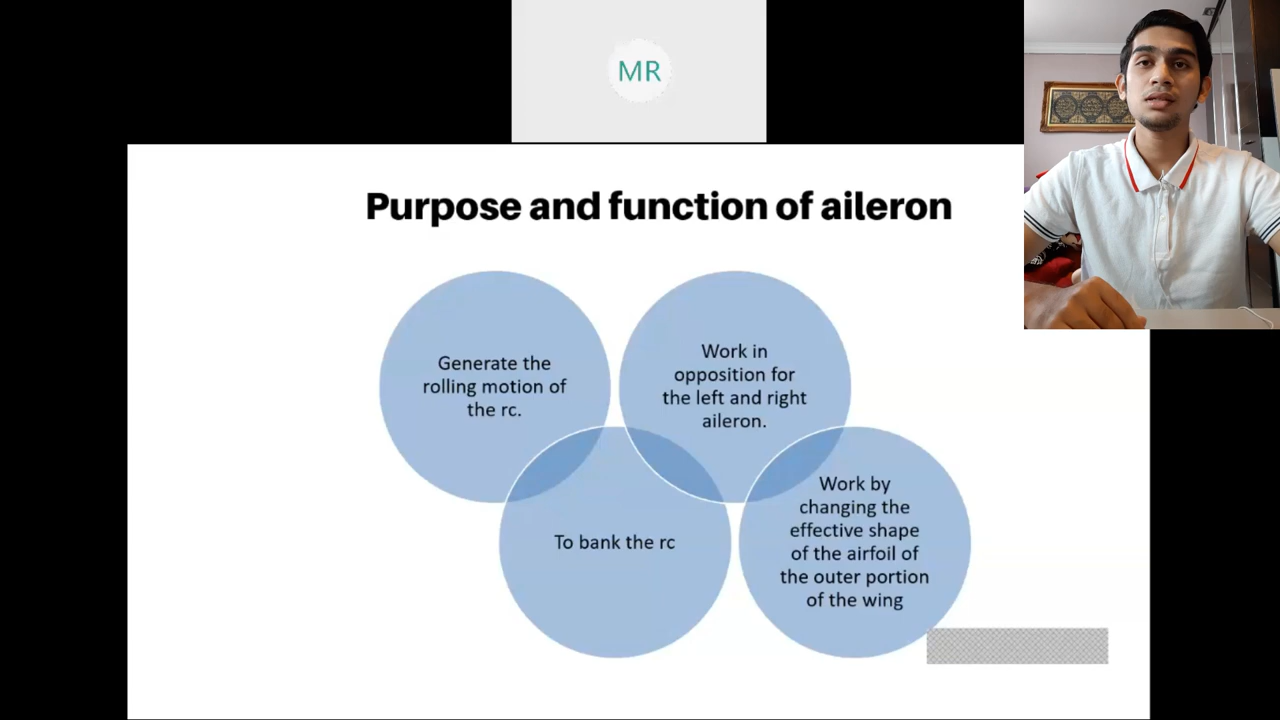 MR
Purpose and function of aileron
Generate the
rolling motion of
the rc.
Work in
opposition for
the left and right
aileron.
To bank the rc
Work by
changing the
effective shape
of the airfoil of
the outer portion
of the wing